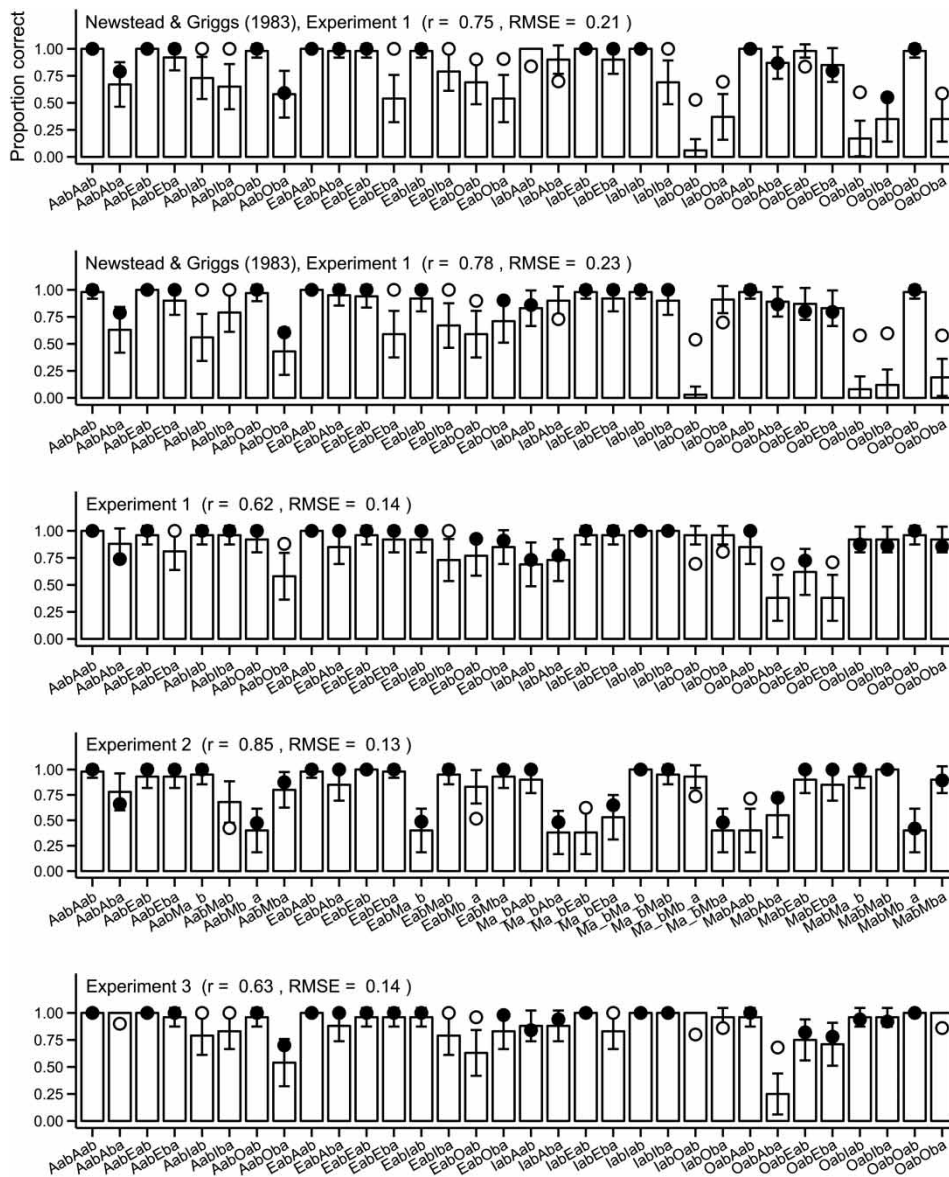 Proportion correct
Newstead & Griggs (1983), Experiment 1 (r = 0.75 , RMSE = 0.21 )
1.00
0.75
0.50
0.25
0.00
AabAab AabAba AabEab AabEba AabIab AabIba AabOab AabOba EabAab EabAba EabEab EabEba EabIab EabIba EabOab EabOba IabAab IabAba IabEab IabEba IabIab IabIba IabOab IabOba OabAab OabAba OabEab OabEba OabIab OabIba OabOab OabOba
Newstead & Griggs (1983), Experiment 1 (r = 0.78 , RMSE = 0.23 )
1.00
0.75
0.50
0.25
0.00
AabAab AabAba AabEab AabEba AabIab AabIba AabOab AabOba EabAab EabAba EabEab EabEba EabIab EabIba EabOab EabOba IabAab IabAba IabEab IabEba IabIab IabIba IabOab IabOba OabAab OabAba OabEab OabEba OabIab OabIba OabOab OabOba
Experiment 1 (r = 0.62 , RMSE = 0.14 )
1.00
0.75
0.50
0.25
0.00
AabAab AabAba AabEab AabEba AabIab AabIba AabOab AabOba EabAab EabAba EabEab EabEba EabIab EabIba EabOab EabOba IabAab IabAba IabEab IabEba IabIab IabIba IabOab IabOba OabAab OabAba OabEab OabEba OabIab OabIba OabOab OabOba
Experiment 2 (r = 0.85 , RMSE = 0.13 )
1.00
0.75
0.50
0.25
0.00
AabAab AabAba AabEab AabEba AabMa_b AabMab AabMb_a AabMba EabAab EabAba EabEab EabEba EabMa_b EabMab EabMb_a EabMba Ma_bAab Ma_bAba Ma_bEab Ma_bEba Ma_bMa_b Ma_bMab Ma_bMb_a Ma_bMba MabAab MabAba MabEab MabEba MabMa_b MabMab MabMb_a MabMba
Experiment 3 (r = 0.63 , RMSE = 0.14 )
1.00
0.75
0.50
0.25
0.00
AabAab AabAba AabEab AabEba AabIab AabIba AabOab AabOba EabAab EabAba EabEab EabEba EabIab EabIba EabOab EabOba IabAab IabAba IabEab IabEba IabIab IabIba IabOab IabOba OabAab OabAba OabEab OabEba OabIab OabIba OabOab OabOba